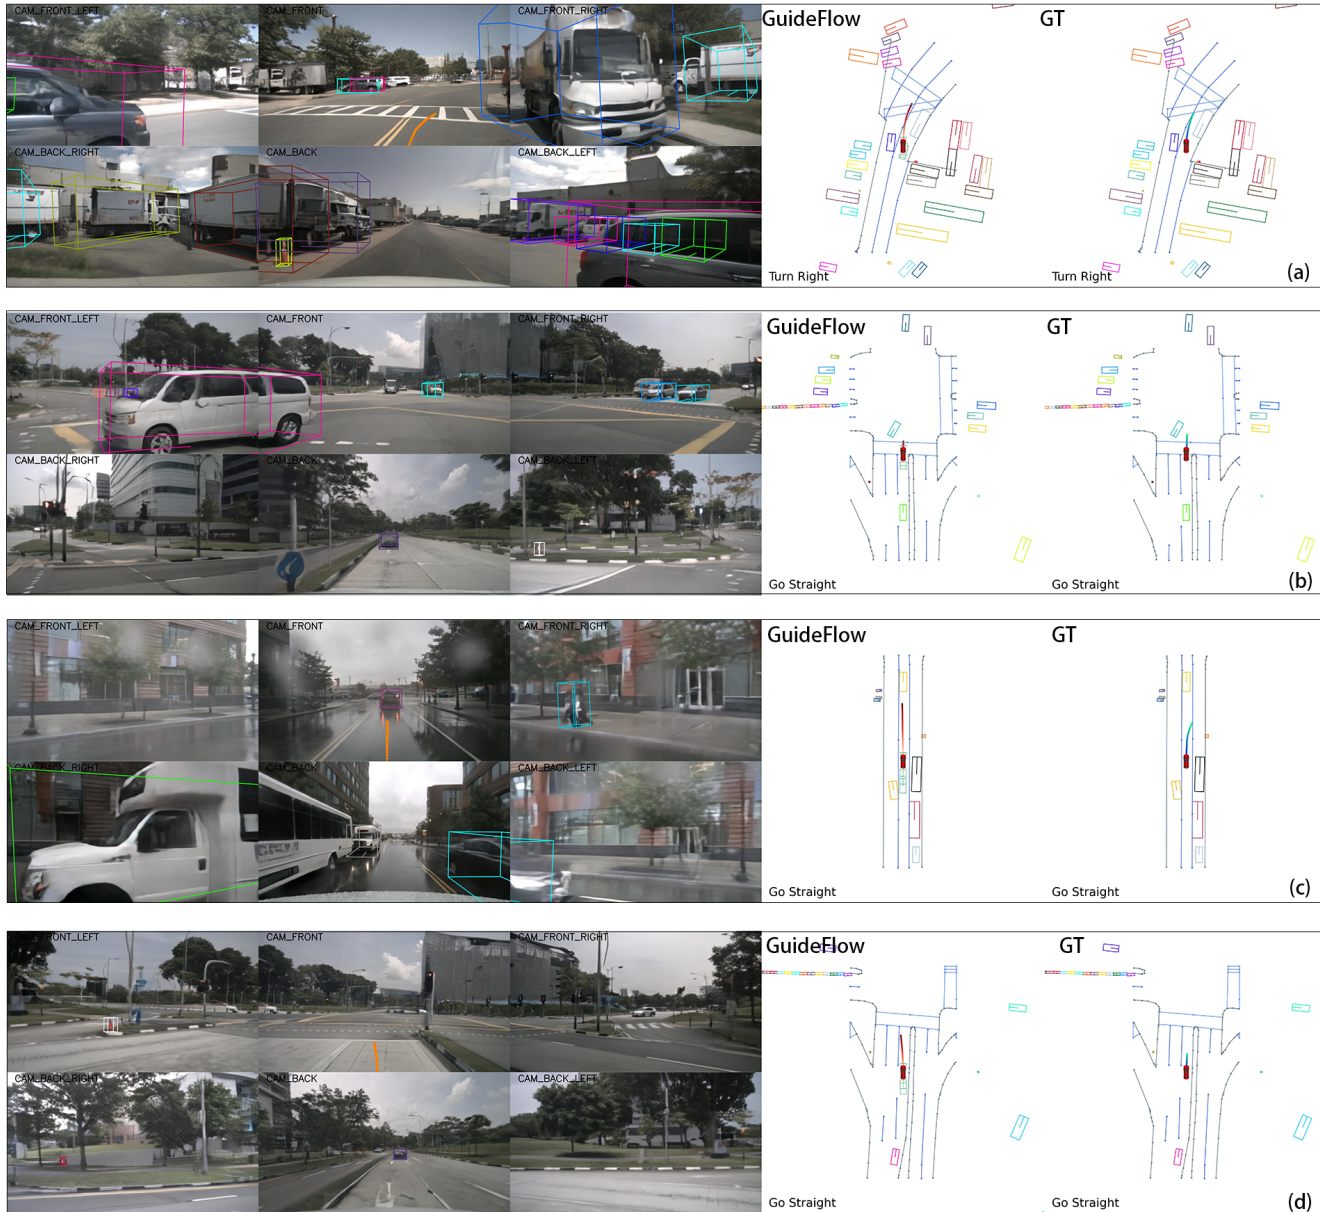 CAM_FRONT_LEFT
CAM_FRONT
CAM_FRONT_RIGHT
GuideFlow
GT
CAM_BACK_RIGHT
CAM_BACK
CAM_BACK_LEFT
Turn Right
Turn Right
(a)
CAM_FRONT_LEFT
CAM_FRONT
CAM_FRONT_RIGHT
GuideFlow
GT
CAM_BACK_RIGHT
CAM_BACK
CAM_BACK_LEFT
Go Straight
Go Straight
(b)
CAM_FRONT_LEFT
CAM_FRONT
CAM_FRONT_RIGHT
GuideFlow
GT
CAM_BACK_RIGHT
CAM_BACK
CAM_BACK_LEFT
Go Straight
Go Straight
(c)
CAM_FRONT_LEFT
CAM_FRONT
CAM_FRONT_RIGHT
GuideFlow
GT
CAM_BACK_RIGHT
CAM_BACK
CAM_BACK_LEFT
Go Straight
Go Straight
(d)